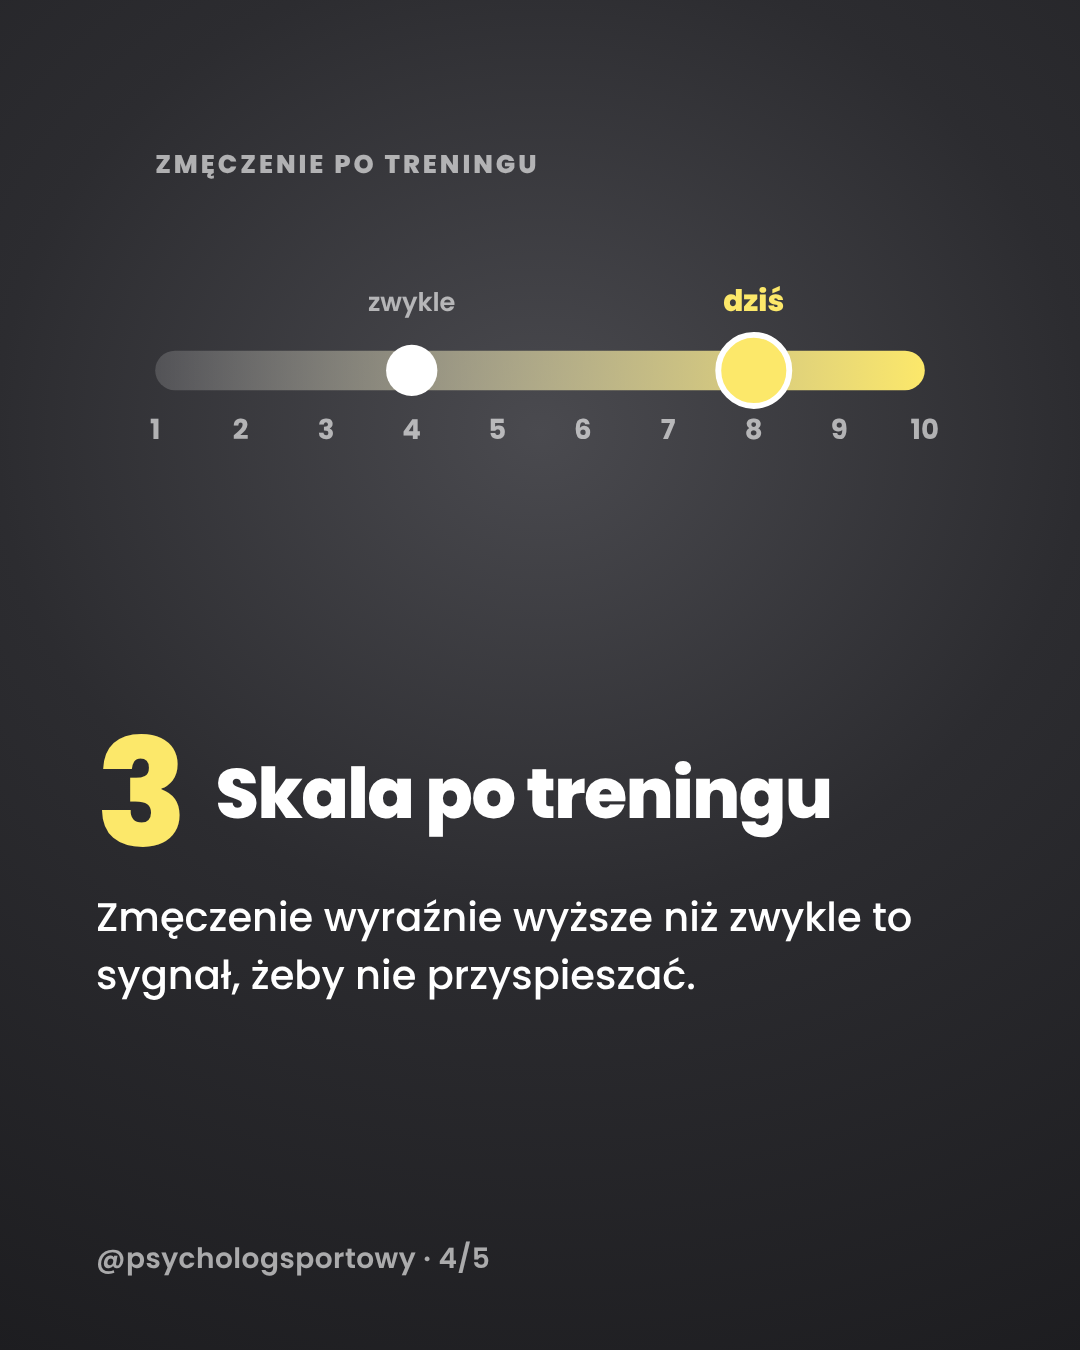 ZMĘCZENIE PO TRENINGU
zwykle dziś
1 2 3 4 5 6 7 8 9 10
3 Skala po treningu
Zmęczenie wyraźnie wyższe niż zwykle to
sygnał, żeby nie przyspieszać.
@psychologsportowy · 4/5